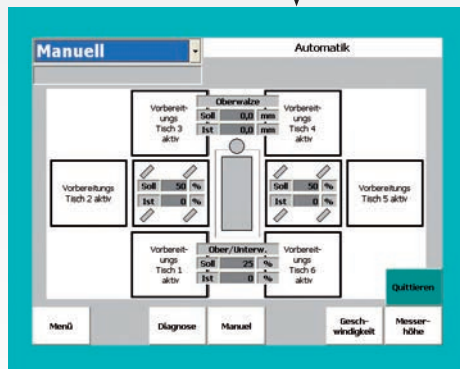 Manuell
Automatik
Vorbereit-
ungs
Tisch 3
aktiv
Oberwalze
Soll 0,0 mm
Ist 0,0 mm
Vorbereit-
ungs
Tisch 4
aktiv
Vorbereitungs
Tisch 2 aktiv
Soll 50 %
Ist 0 %
Soll 50 %
Ist 0 %
Vorbereitungs
Tisch 5 aktiv
Vorbereit-
ungs
Tisch 1
aktiv
Ober/Unterw.
Soll 25 %
Ist 0 %
Vorbereit-
ungs
Tisch 6
aktiv
Quittieren
Menü
Diagnose
Manuel
Gesch-
windigkeit
Messer-
höhe